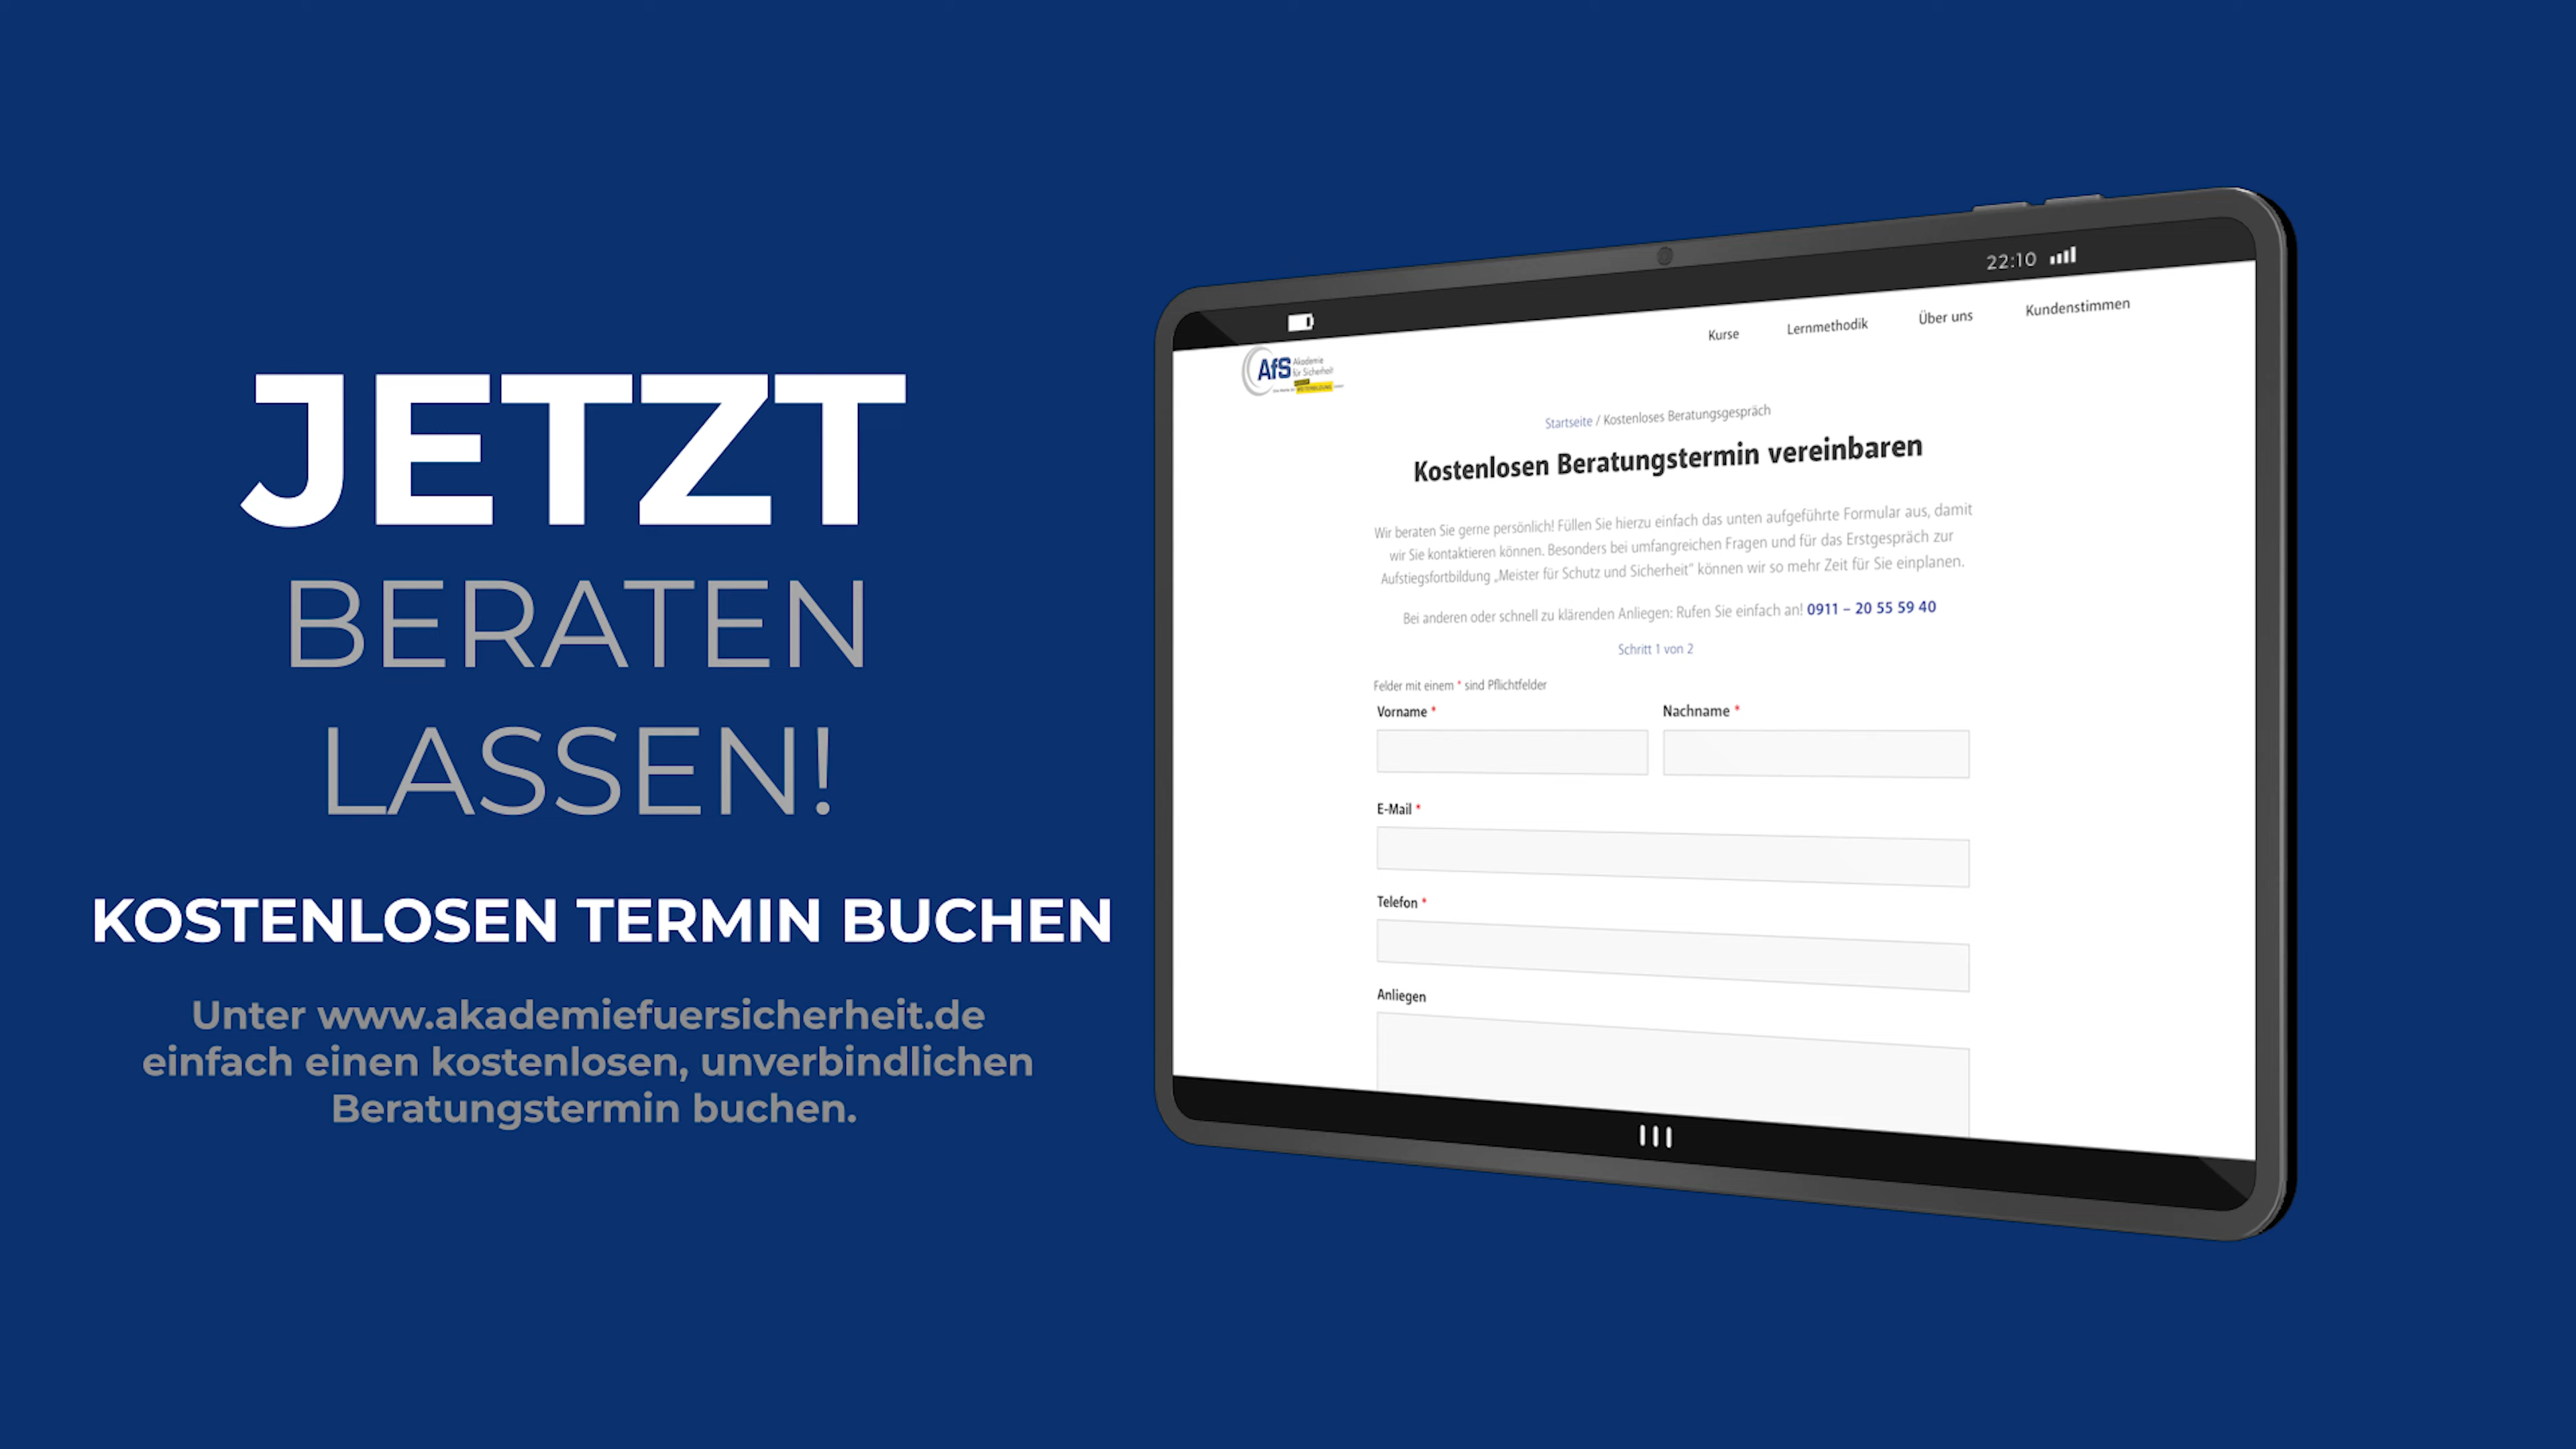 JETZT
BERATEN
LASSEN!
KOSTENLOSEN TERMIN BUCHEN
Unter www.akademiefuersicherheit.de
einfach einen kostenlosen, unverbindlichen
Beratungstermin buchen.
22:10
AfS Akademie
für Sicherheit
WEITERBILDUNG
Kurse Lernmethodik Über uns Kundenstimmen
Startseite / Kostenloses Beratungsgespräch
Kostenlosen Beratungstermin vereinbaren
Wir beraten Sie gerne persönlich! Füllen Sie hierzu einfach das unten aufgeführte Formular aus, damit
wir Sie kontaktieren können. Besonders bei umfangreichen Fragen und für das Erstgespräch zur
Aufstiegsfortbildung „Meister für Schutz und Sicherheit" können wir so mehr Zeit für Sie einplanen.
Bei anderen oder schnell zu klärenden Anliegen: Rufen Sie einfach an! 0911 – 20 55 59 40
Schritt 1 von 2
Felder mit einem * sind Pflichtfelder
Vorname * Nachname *
E-Mail *
Telefon *
Anliegen